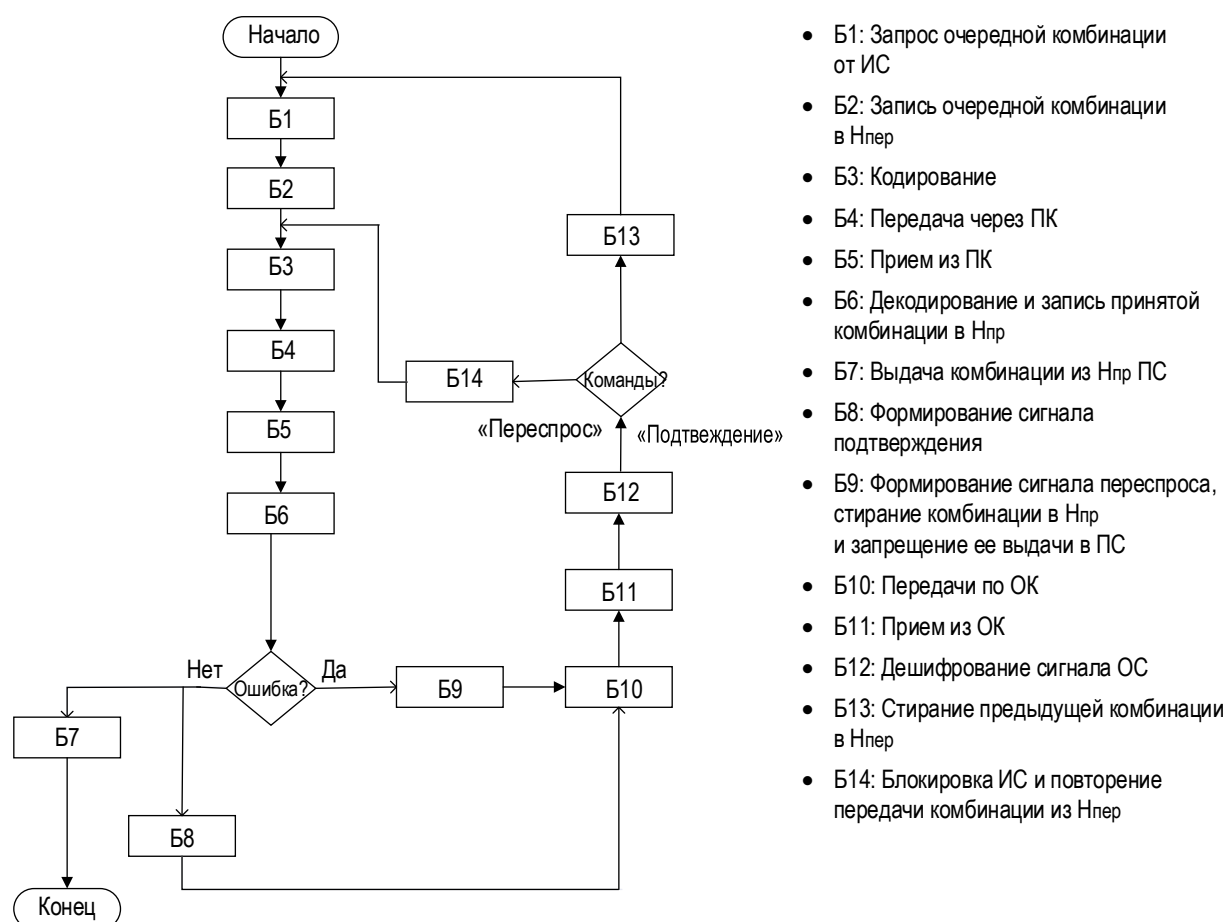 Начало
Б1
Б2
Б3
Б4
Б5
Б6
Нет
Ошибка?
Да
Б7
Б8
Конец
Б9
Б10
Б11
Б12
«Переспрос»
«Подтвеждение»
Команды?
Б14
Б13
• Б1: Запрос очередной комбинации
от ИС
• Б2: Запись очередной комбинации
в Нпер
• Б3: Кодирование
• Б4: Передача через ПК
• Б5: Прием из ПК
• Б6: Декодирование и запись принятой
комбинации в Нпр
• Б7: Выдача комбинации из Нпр ПС
• Б8: Формирование сигнала
подтверждения
• Б9: Формирование сигнала переспроса,
стирание комбинации в Нпр
и запрещение ее выдачи в ПС
• Б10: Передачи по ОК
• Б11: Прием из ОК
• Б12: Дешифрование сигнала ОС
• Б13: Стирание предыдущей комбинации
в Нпер
• Б14: Блокировка ИС и повторение
передачи комбинации из Нпер